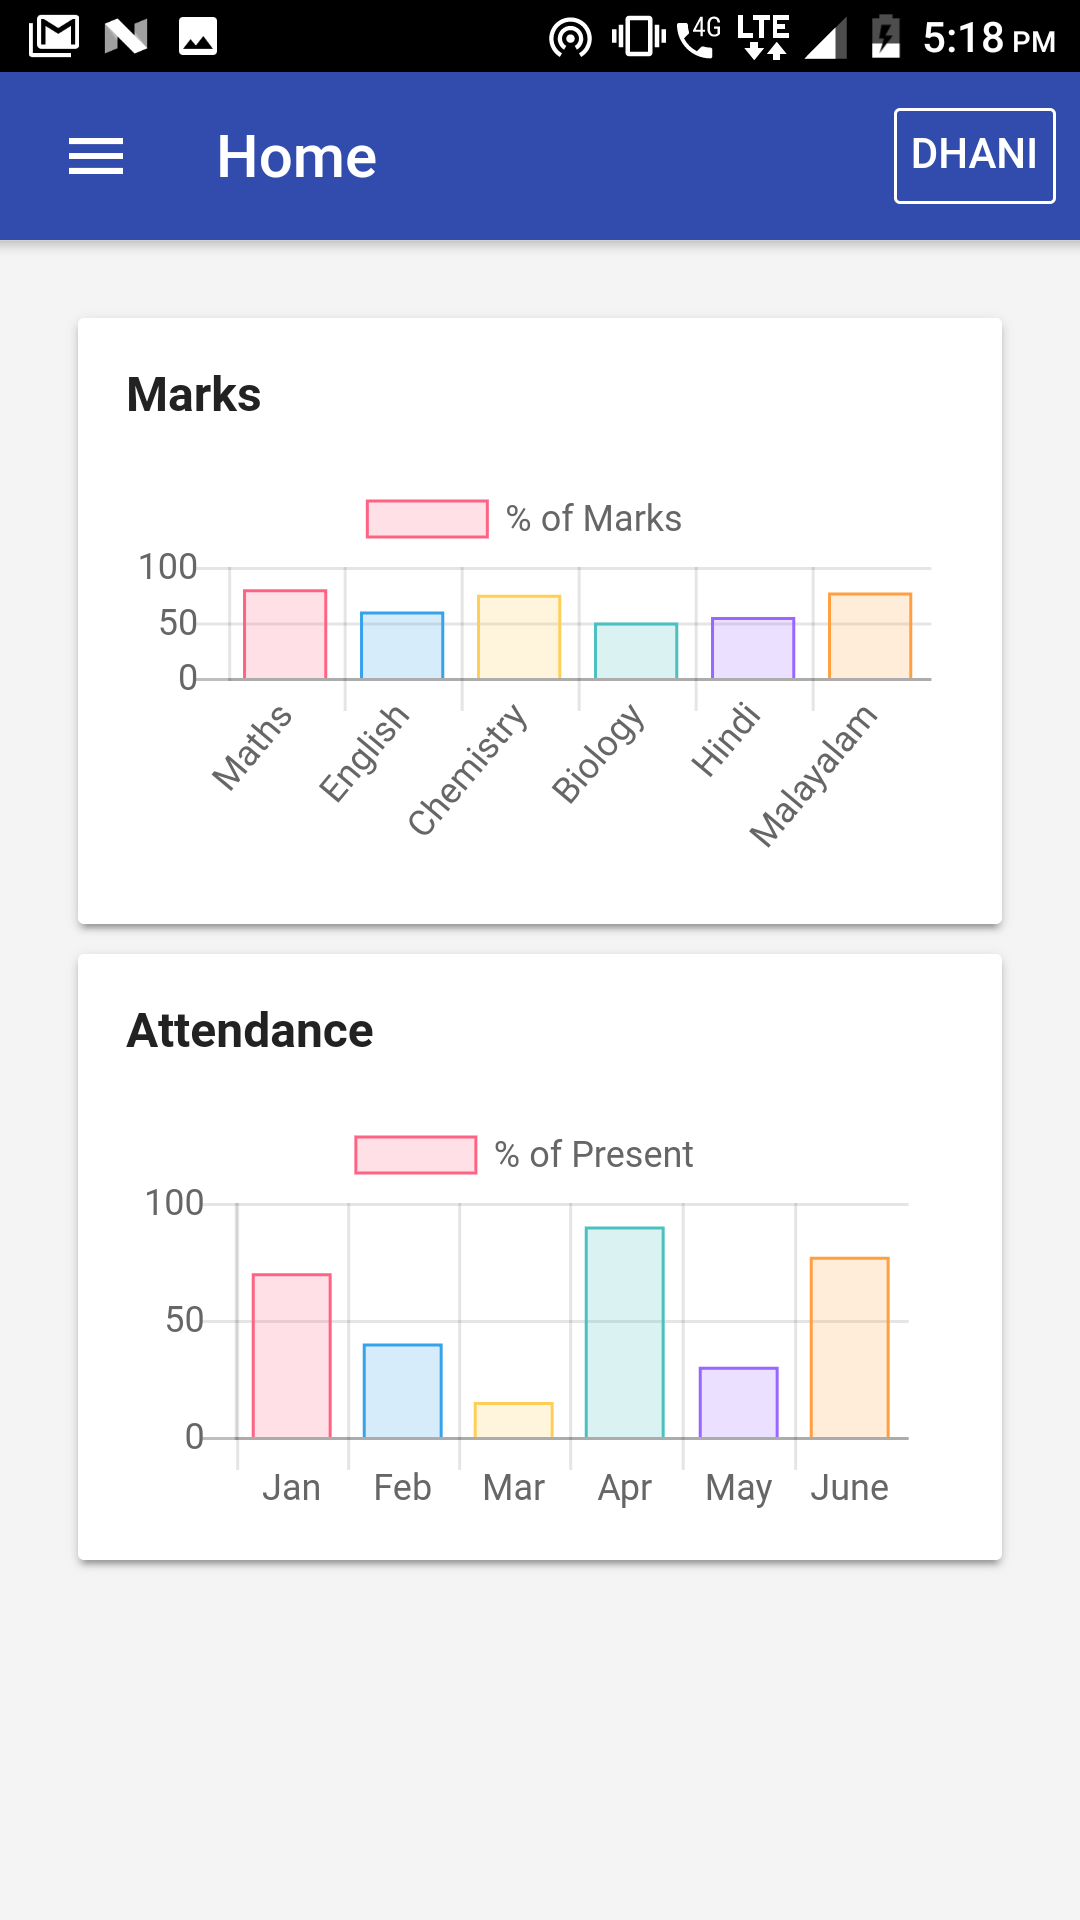 4G LTE 5:18 PM
Home DHANI
Marks
% of Marks
100
50
0
Maths English Chemistry Biology Hindi Malayalam
Attendance
% of Present
100
50
0
Jan Feb Mar Apr May June